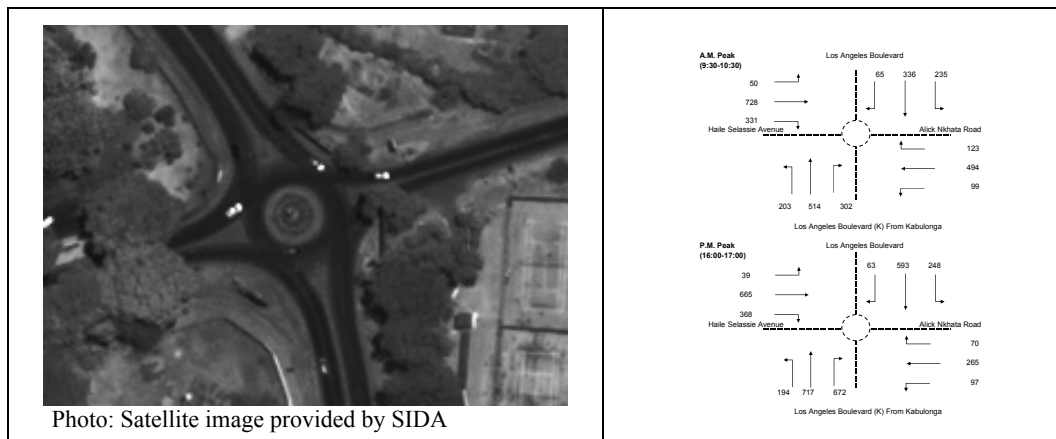 Photo: Satellite image provided by SIDA
A.M. Peak
(9:30-10:30)
Los Angeles Boulevard
50
65
336
235
728
331
Haile Selassie Avenue
Alick Nkhata Road
123
494
99
203
514
302
Los Angeles Boulevard (K) From Kabulonga
P.M. Peak
(16:00-17:00)
Los Angeles Boulevard
39
63
593
248
665
368
Haile Selassie Avenue
Alick Nkhata Road
70
265
97
194
717
672
Los Angeles Boulevard (K) From Kabulonga